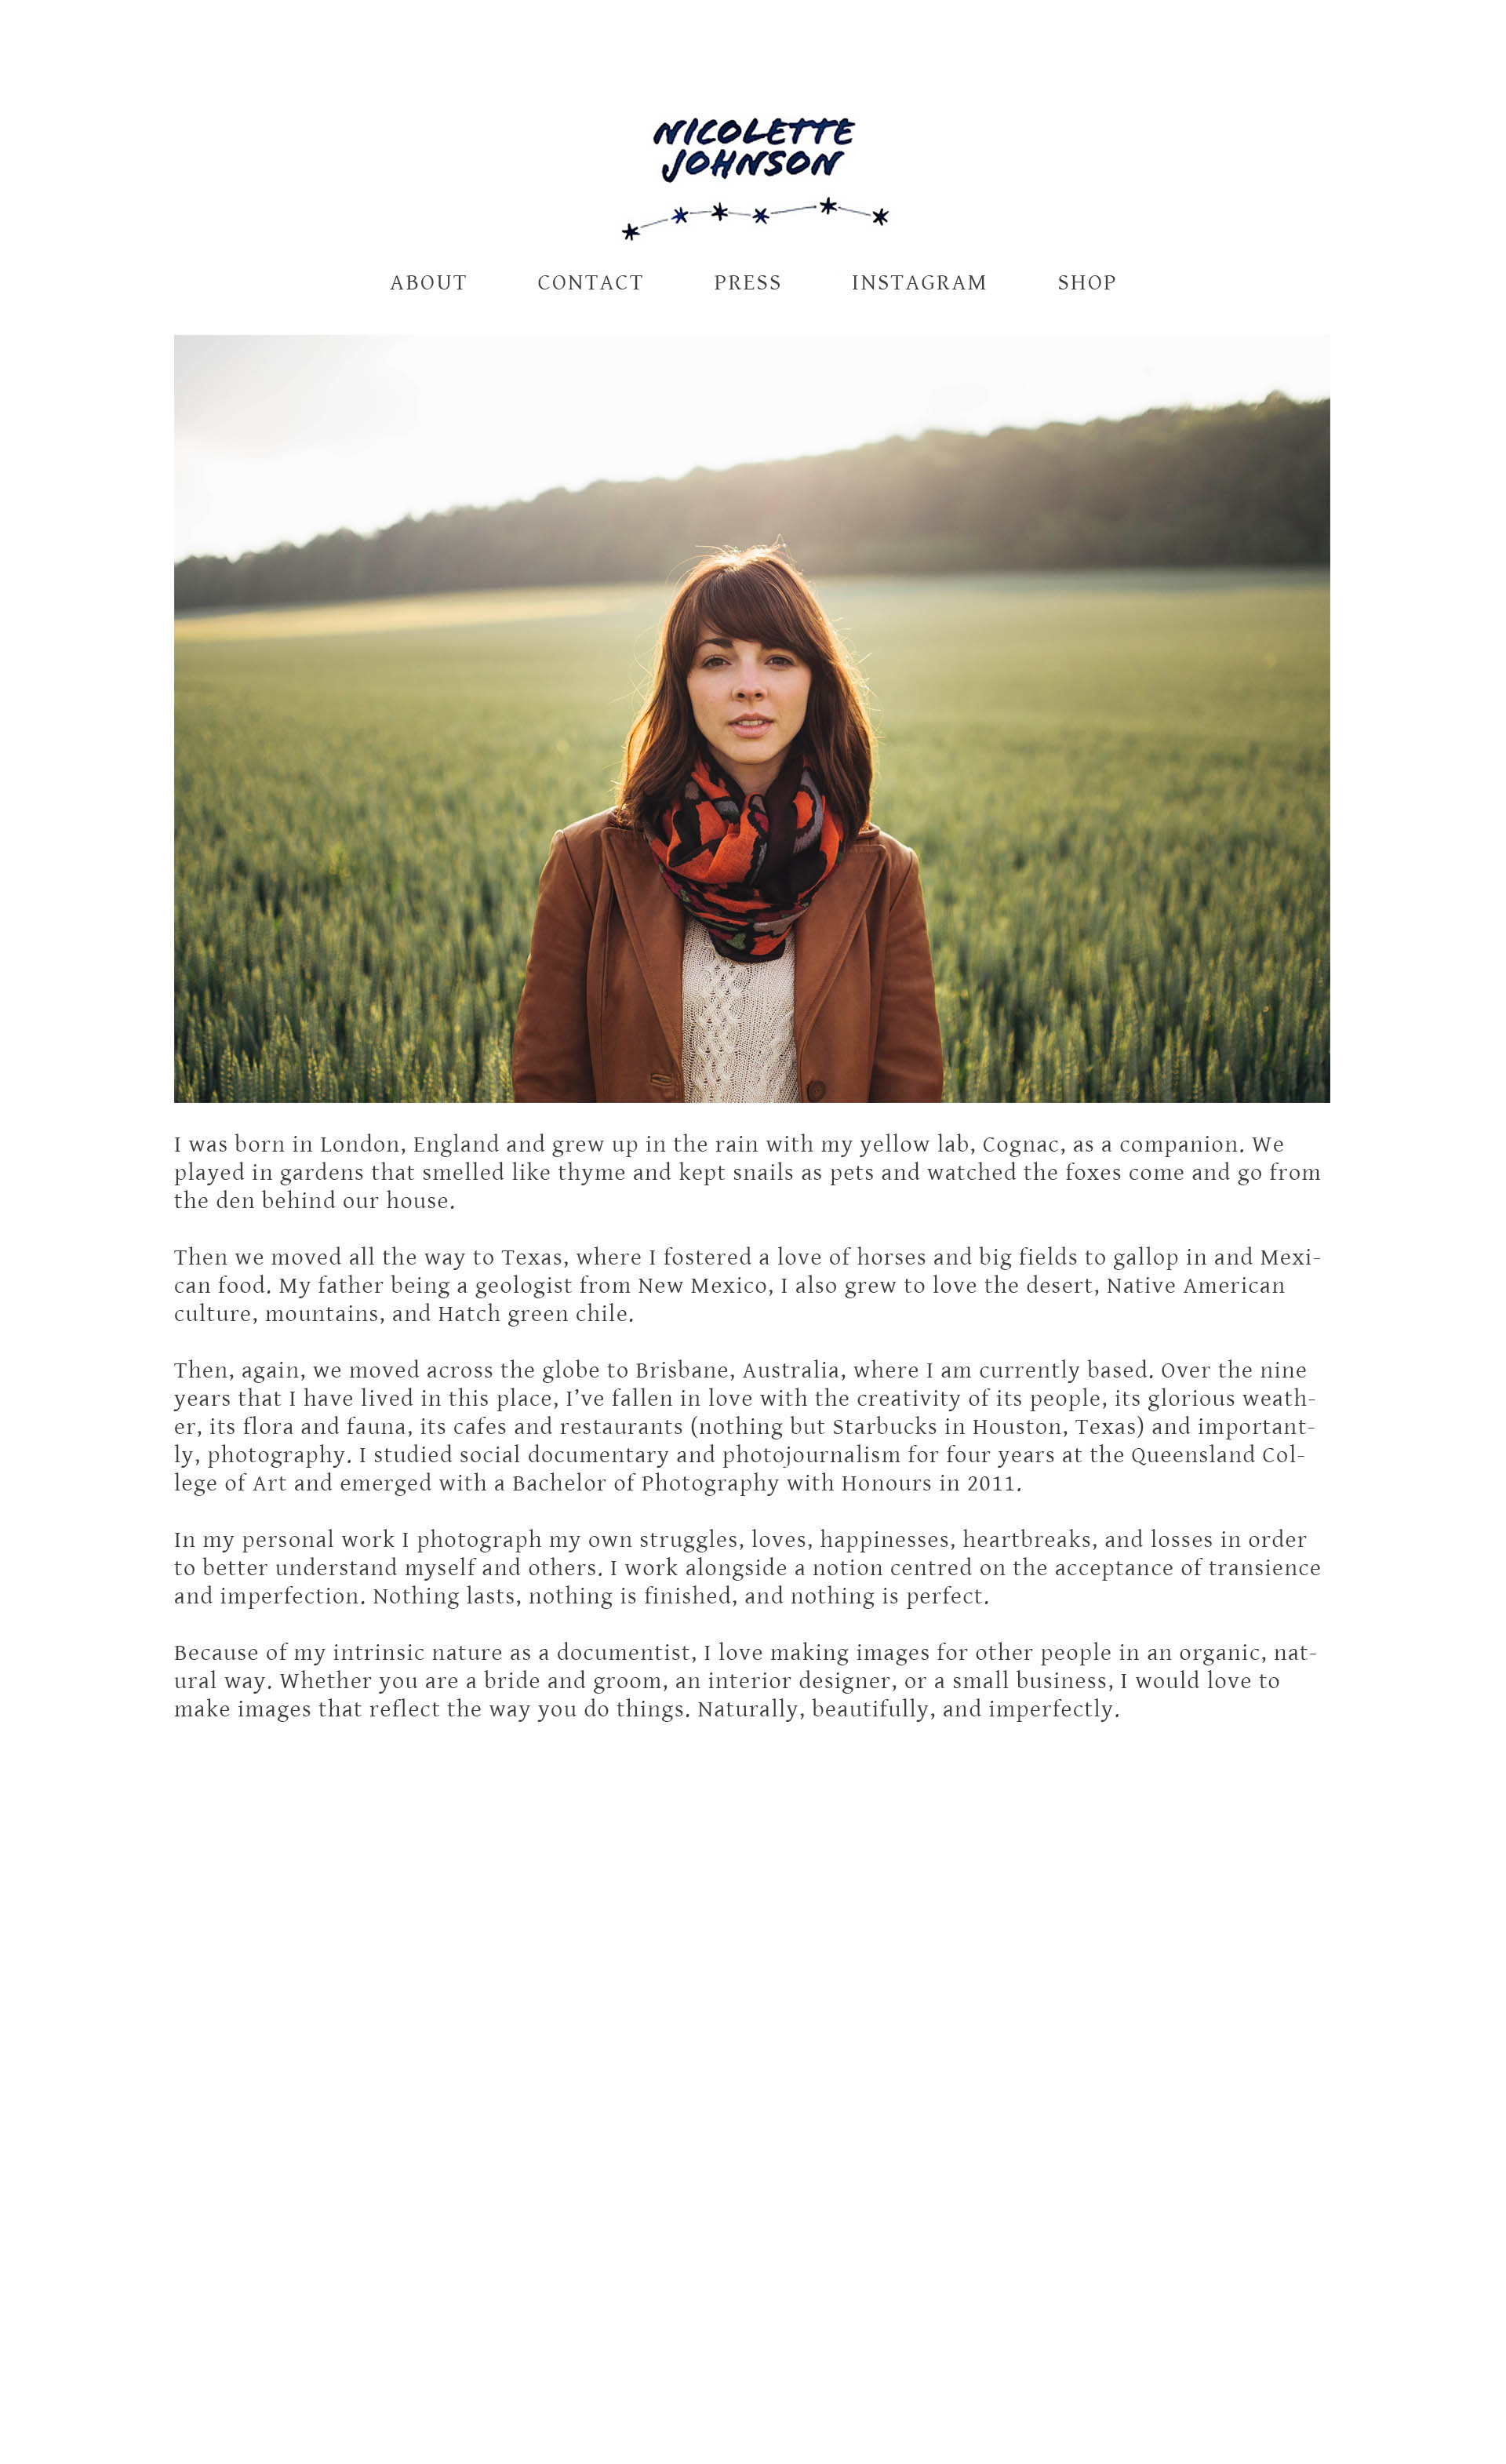 NICOLETTE
JOHNSON
ABOUT CONTACT PRESS INSTAGRAM SHOP
I was born in London, England and grew up in the rain with my yellow lab, Cognac, as a companion. We
played in gardens that smelled like thyme and kept snails as pets and watched the foxes come and go from
the den behind our house.
Then we moved all the way to Texas, where I fostered a love of horses and big fields to gallop in and Mexi-
can food. My father being a geologist from New Mexico, I also grew to love the desert, Native American
culture, mountains, and Hatch green chile.
Then, again, we moved across the globe to Brisbane, Australia, where I am currently based. Over the nine
years that I have lived in this place, I’ve fallen in love with the creativity of its people, its glorious weath-
er, its flora and fauna, its cafes and restaurants (nothing but Starbucks in Houston, Texas) and important-
ly, photography. I studied social documentary and photojournalism for four years at the Queensland Col-
lege of Art and emerged with a Bachelor of Photography with Honours in 2011.
In my personal work I photograph my own struggles, loves, happinesses, heartbreaks, and losses in order
to better understand myself and others. I work alongside a notion centred on the acceptance of transience
and imperfection. Nothing lasts, nothing is finished, and nothing is perfect.
Because of my intrinsic nature as a documentist, I love making images for other people in an organic, nat-
ural way. Whether you are a bride and groom, an interior designer, or a small business, I would love to
make images that reflect the way you do things. Naturally, beautifully, and imperfectly.